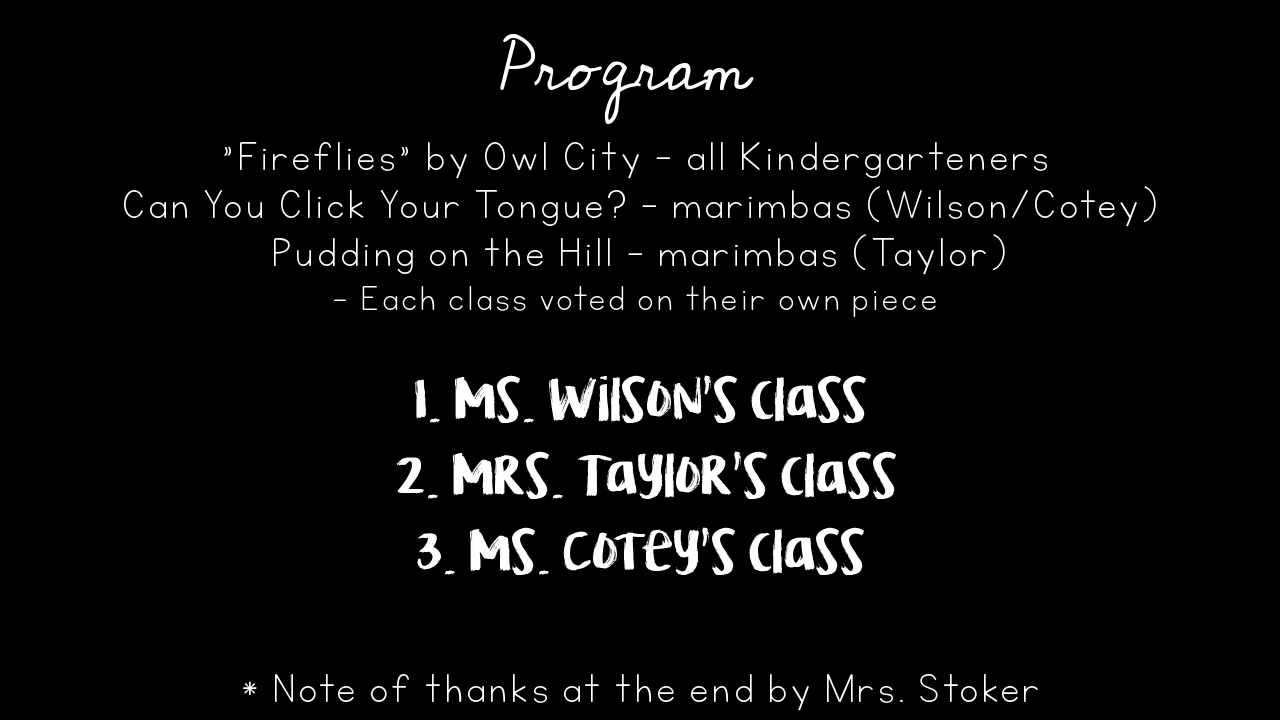 Program
"Fireflies" by Owl City - all Kindergarteners
Can You Click Your Tongue? - marimbas (Wilson/Cotey)
Pudding on the Hill - marimbas (Taylor)
- Each class voted on their own piece
1. MS. WilSON'S ClaSS
2. MRS. TaylOR'S ClaSS
3. MS. COTey'S ClaSS
* Note of thanks at the end by Mrs. Stoker